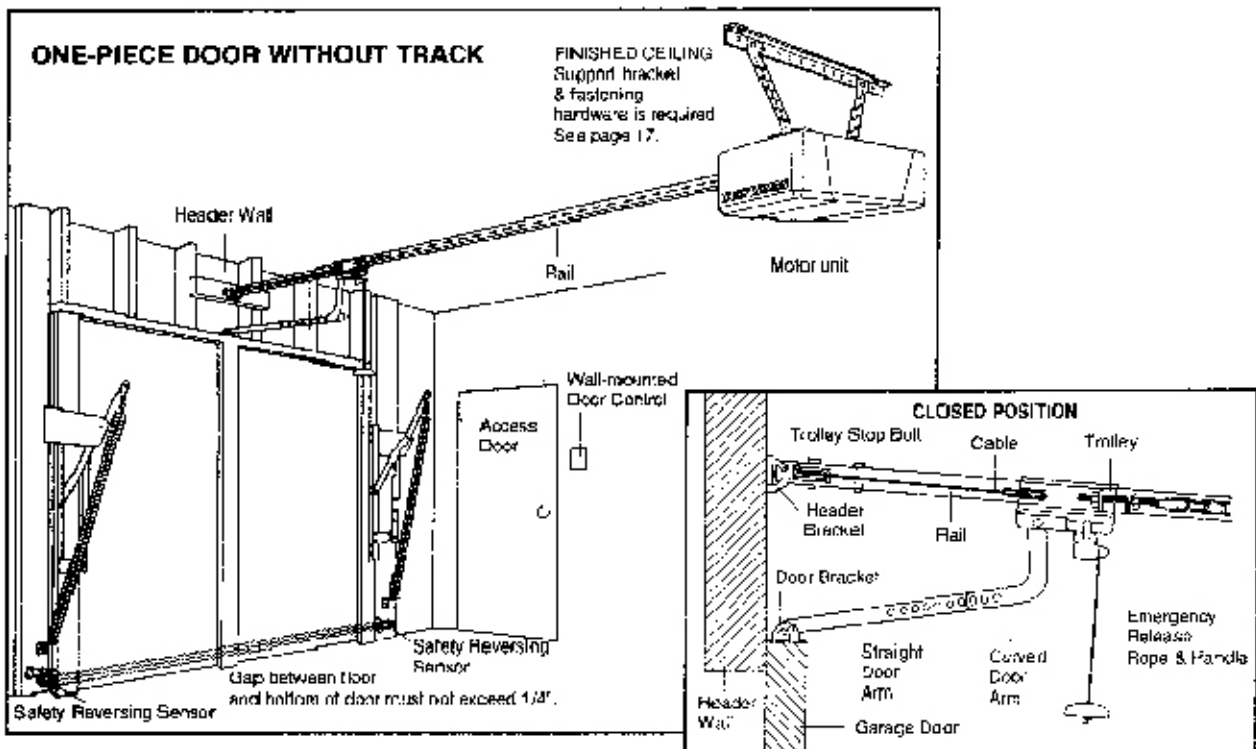 ONE-PIECE DOOR WITHOUT TRACK
FINISHED CEILING
Support bracket
& fastening
hardware is required
See page 17.
Header Wall
Rail
Motor unit
Wall-mounted
Door Control
Access
Door
Safety Reversing
Sensor
Gap between floor
and bottom of door must not exceed 1/4".
Safety Reversing Sensor
CLOSED POSITION
Trolley Stop Bolt
Cable
Trolley
Header
Bracket
Rail
Door Bracket
Straight
Door
Arm
Curved
Door
Arm
Emergency
Release
Rope & Handle
Header
Wall
Garage Door